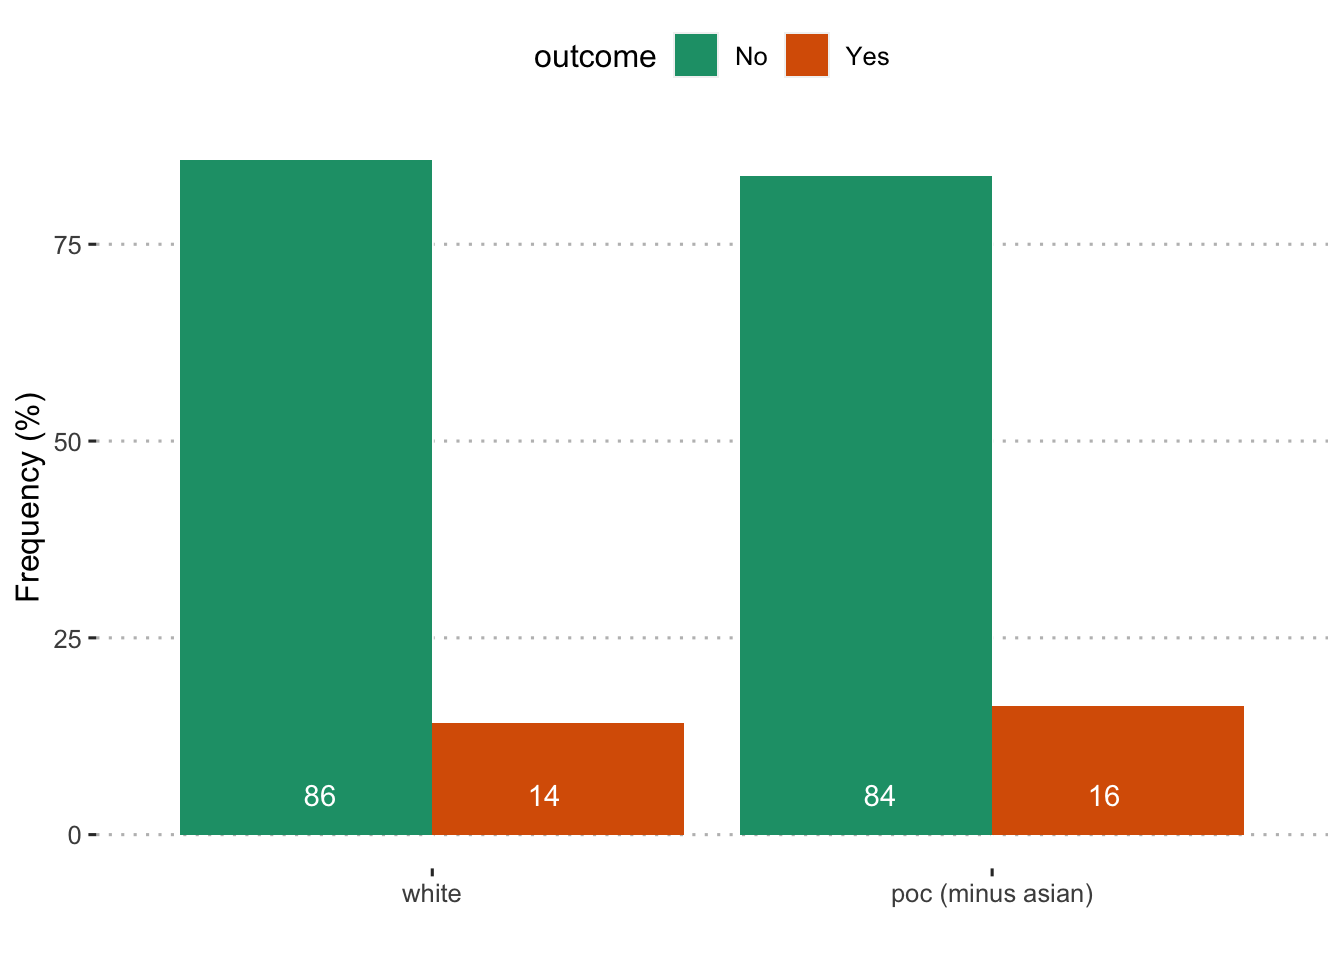 outcome No Yes
Frequency (%)
75
50
25
0
86 14 84 16
white poc (minus asian)